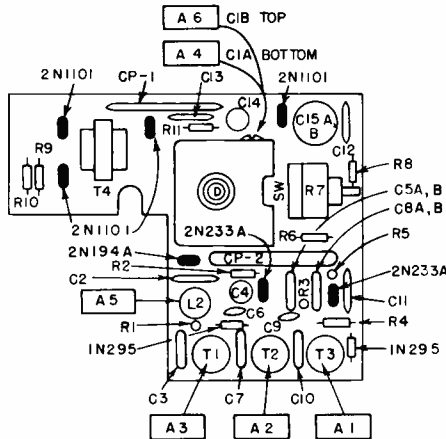 A 6 C1B TOP
A 4 C1A BOTTOM
2N1101 CP-1 C13 2N1101
C14
R11
C15 A, B
C12
R9
R8
T4
D
SW
R7
R10
2N1101
C5A, B
C8A, B
2N233A
R6
R5
2N194A
CP-2
R2
2N233A
C2
C4
OR3
C11
A 5
L2
C6
C9
R1
R4
1N295
1N295
T1 T2 T3
C3 C7 C10
A 3 A 2 A 1